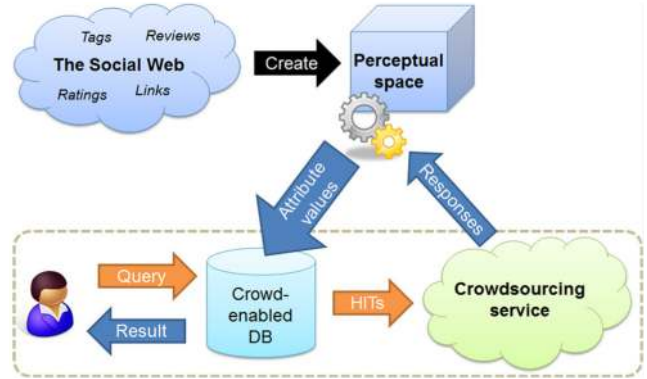 Tags
Reviews
The Social Web
Ratings
Links
Create
Perceptual
space
Attribute
values
Responses
Query
Result
Crowd-
enabled
DB
HITs
Crowdsourcing
service